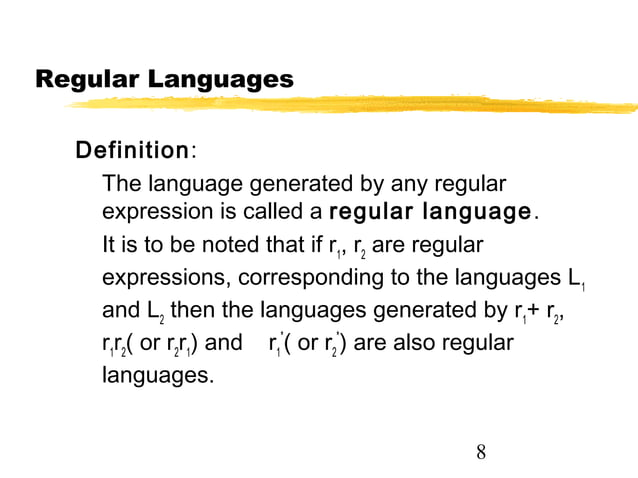 Regular Languages
Definition:
The language generated by any regular
expression is called a regular language.
It is to be noted that if r₁, r₂ are regular
expressions, corresponding to the languages L₁
and L₂ then the languages generated by r₁+ r₂,
r₁r₂( or r₂r₁) and r₁*( or r₂*) are also regular
languages.
8